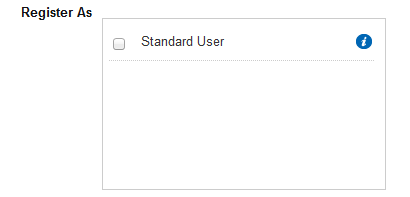 Register As
Standard User
i